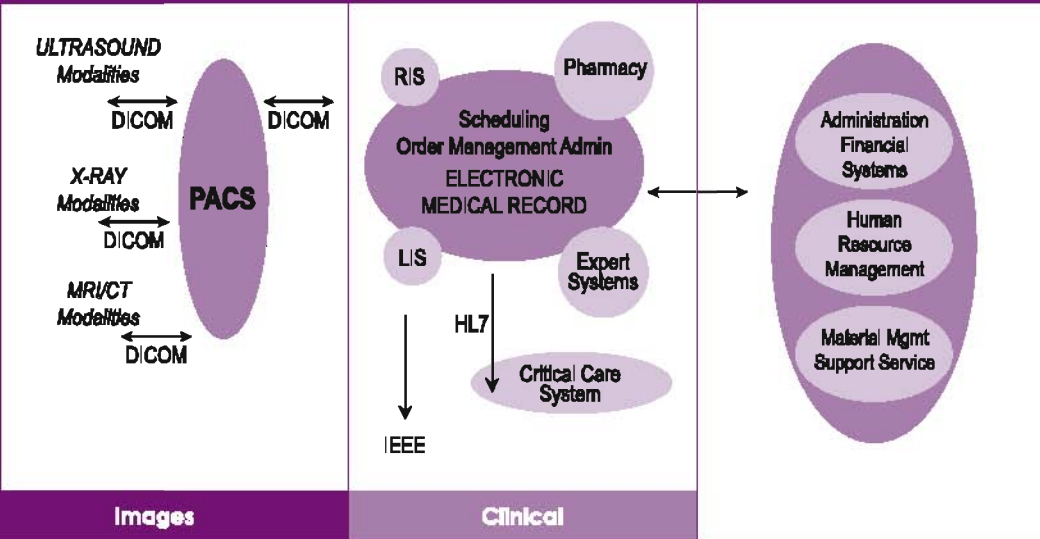 ULTRASOUND
Modalities
DICOM
DICOM
X-RAY
Modalities
PACS
DICOM
MRI/CT
Modalities
DICOM
RIS
Pharmacy
Scheduling
Order Management Admin
ELECTRONIC
MEDICAL RECORD
LIS
Expert
Systems
HL7
Critical Care
System
IEEE
Administration
Financial
Systems
Human
Resource
Management
Material Mgmt
Support Service
Images
Clinical